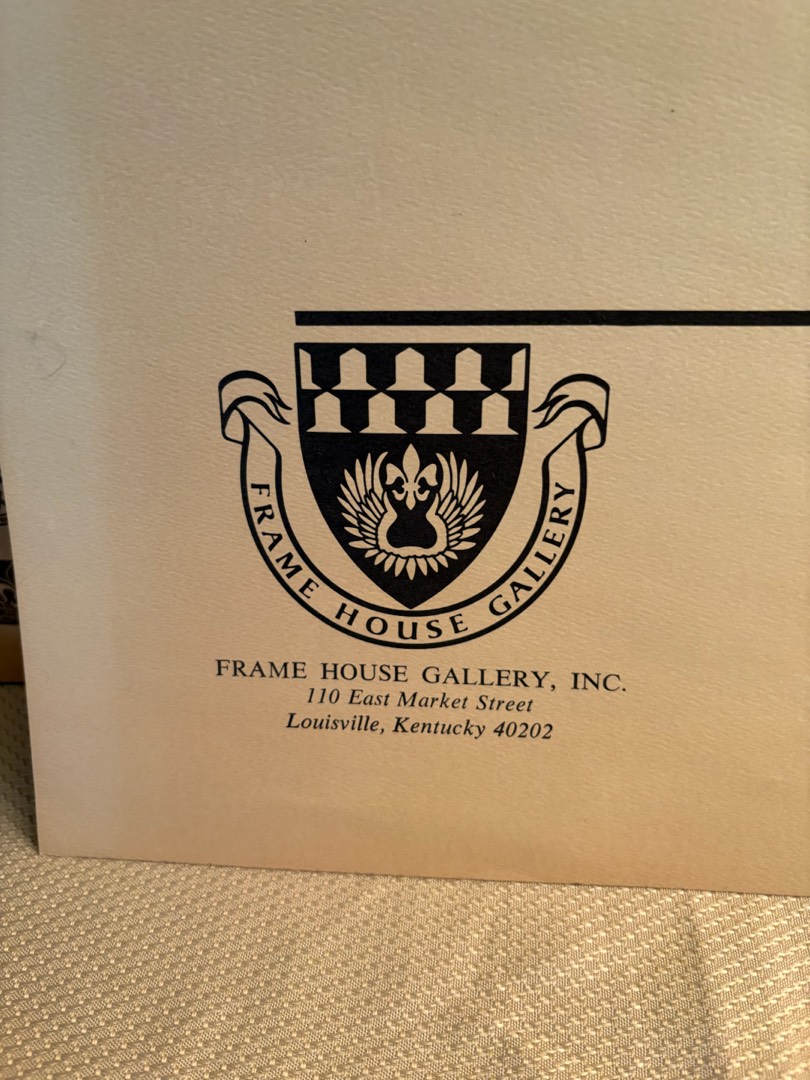 FRAME HOUSE GALLERY
FRAME HOUSE GALLERY, INC.
110 East Market Street
Louisville, Kentucky 40202